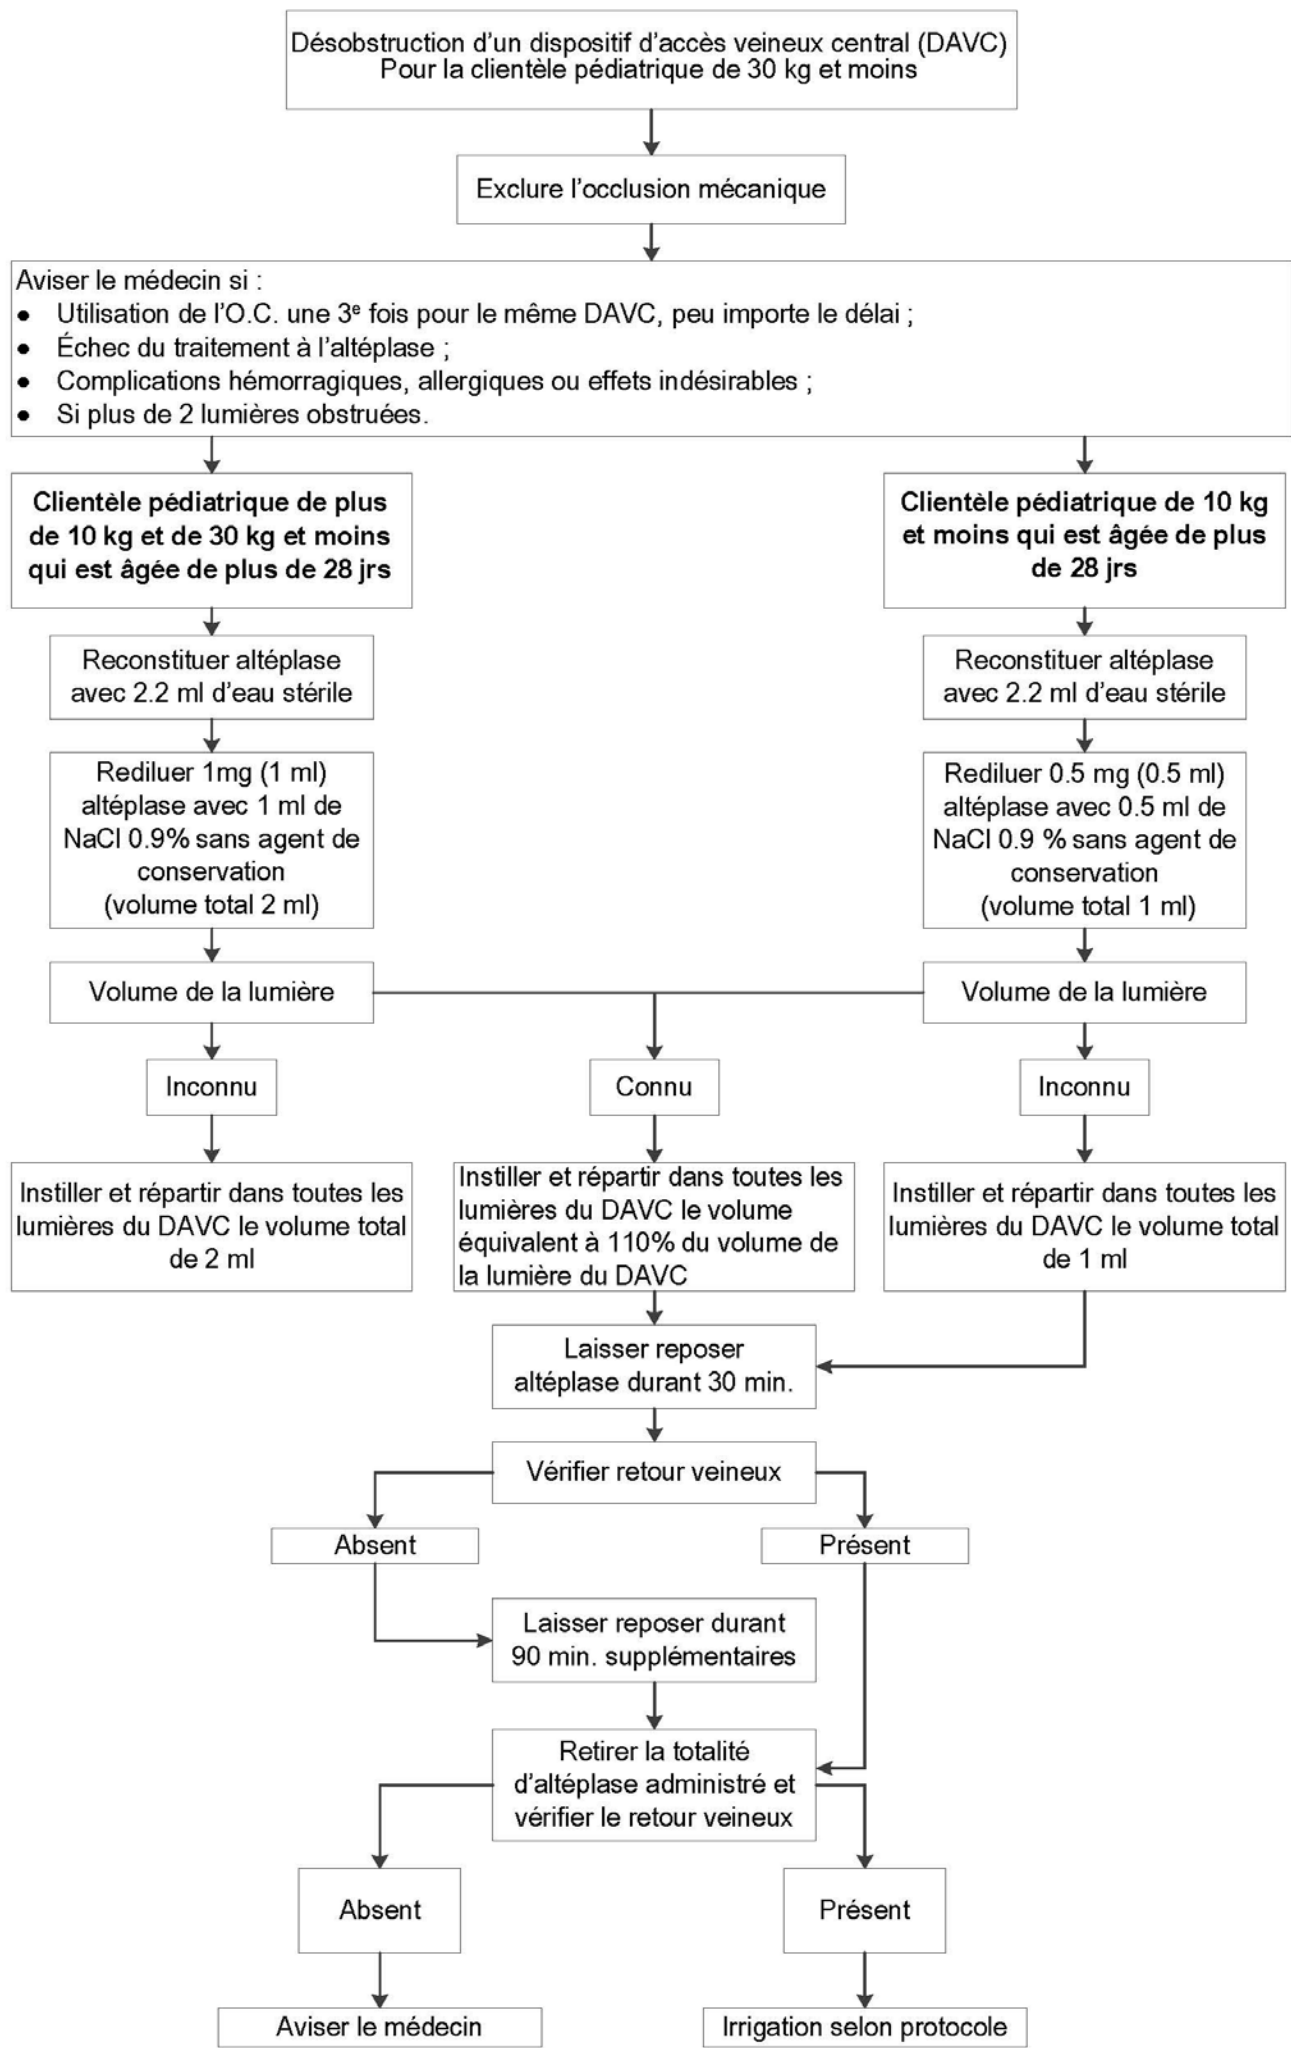 Désobstruction d'un dispositif d'accès veineux central (DAVC)
Pour la clientèle pédiatrique de 30 kg et moins
Exclure l'occlusion mécanique
Aviser le médecin si :
● Utilisation de l'O.C. une 3e fois pour le même DAVC, peu importe le délai ;
● Échec du traitement à l'altéplase ;
● Complications hémorragiques, allergiques ou effets indésirables ;
● Si plus de 2 lumières obstruées.
Clientèle pédiatrique de plus
de 10 kg et de 30 kg et moins
qui est âgée de plus de 28 jrs
Clientèle pédiatrique de 10 kg
et moins qui est âgée de plus
de 28 jrs
Reconstituer altéplase
avec 2.2 ml d'eau stérile
Reconstituer altéplase
avec 2.2 ml d'eau stérile
Rediluer 1mg (1 ml)
altéplase avec 1 ml de
NaCl 0.9% sans agent de
conservation
(volume total 2 ml)
Rediluer 0.5 mg (0.5 ml)
altéplase avec 0.5 ml de
NaCl 0.9 % sans agent de
conservation
(volume total 1 ml)
Volume de la lumière
Volume de la lumière
Inconnu
Connu
Inconnu
Instiller et répartir dans toutes les
lumières du DAVC le volume total
de 2 ml
Instiller et répartir dans toutes les
lumières du DAVC le volume
équivalent à 110% du volume de
la lumière du DAVC
Instiller et répartir dans toutes les
lumières du DAVC le volume total
de 1 ml
Laisser reposer
altéplase durant 30 min.
Vérifier retour veineux
Absent
Présent
Laisser reposer durant
90 min. supplémentaires
Retirer la totalité
d'altéplase administré et
vérifier le retour veineux
Absent
Présent
Aviser le médecin
Irrigation selon protocole